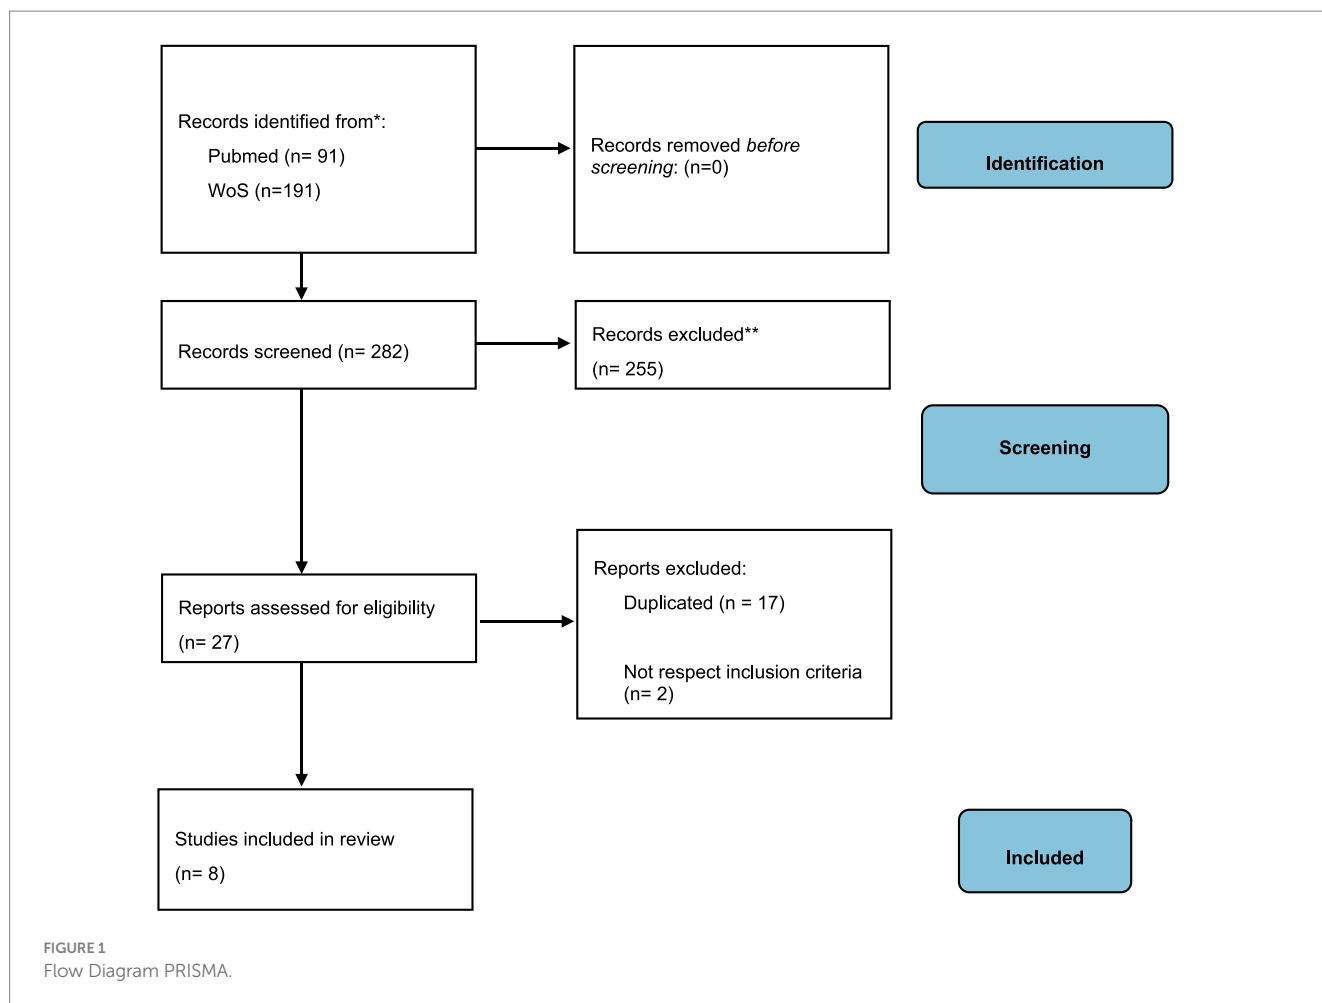 Records identified from*:
Pubmed (n= 91)
WoS (n=191)
Records removed before
screening: (n=0)
Identification
Records screened (n= 282)
Records excluded**
(n= 255)
Screening
Reports assessed for eligibility
(n= 27)
Reports excluded:
Duplicated (n = 17)
Not respect inclusion criteria
(n= 2)
Studies included in review
(n= 8)
Included
FIGURE 1
Flow Diagram PRISMA.